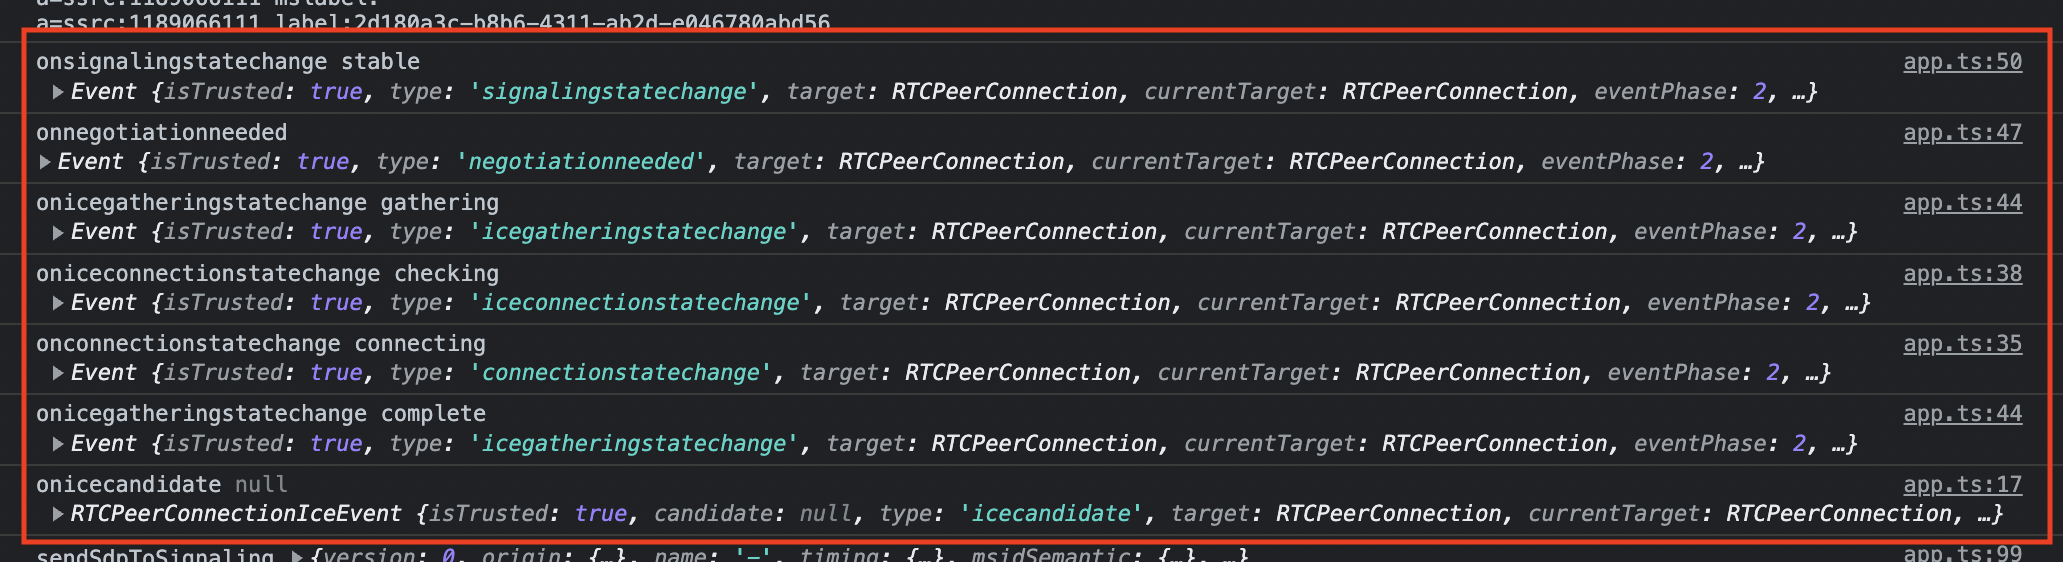 a=ssrc:1189066111 mslabel:
a=ssrc:1189066111 label:2d180a3c-b8b6-4311-ab2d-e046780abd56
onsignalingstatechange stable app.ts:50
▶ Event {isTrusted: true, type: 'signalingstatechange', target: RTCPeerConnection, currentTarget: RTCPeerConnection, eventPhase: 2, …}
onnegotiationneeded app.ts:47
▶ Event {isTrusted: true, type: 'negotiationneeded', target: RTCPeerConnection, currentTarget: RTCPeerConnection, eventPhase: 2, …}
onicegatheringstatechange gathering app.ts:44
▶ Event {isTrusted: true, type: 'icegatheringstatechange', target: RTCPeerConnection, currentTarget: RTCPeerConnection, eventPhase: 2, …}
oniceconnectionstatechange checking app.ts:38
▶ Event {isTrusted: true, type: 'iceconnectionstatechange', target: RTCPeerConnection, currentTarget: RTCPeerConnection, eventPhase: 2, …}
onconnectionstatechange connecting app.ts:35
▶ Event {isTrusted: true, type: 'connectionstatechange', target: RTCPeerConnection, currentTarget: RTCPeerConnection, eventPhase: 2, …}
onicegatheringstatechange complete app.ts:44
▶ Event {isTrusted: true, type: 'icegatheringstatechange', target: RTCPeerConnection, currentTarget: RTCPeerConnection, eventPhase: 2, …}
onicecandidate null app.ts:17
▶ RTCPeerConnectionIceEvent {isTrusted: true, candidate: null, type: 'icecandidate', target: RTCPeerConnection, currentTarget: RTCPeerConnection, …}
sendSdpToSignaling ▶ {version: 0, origin: {…}, name: '-', timing: {…}, msidSemantic: {…}, …} app.ts:99